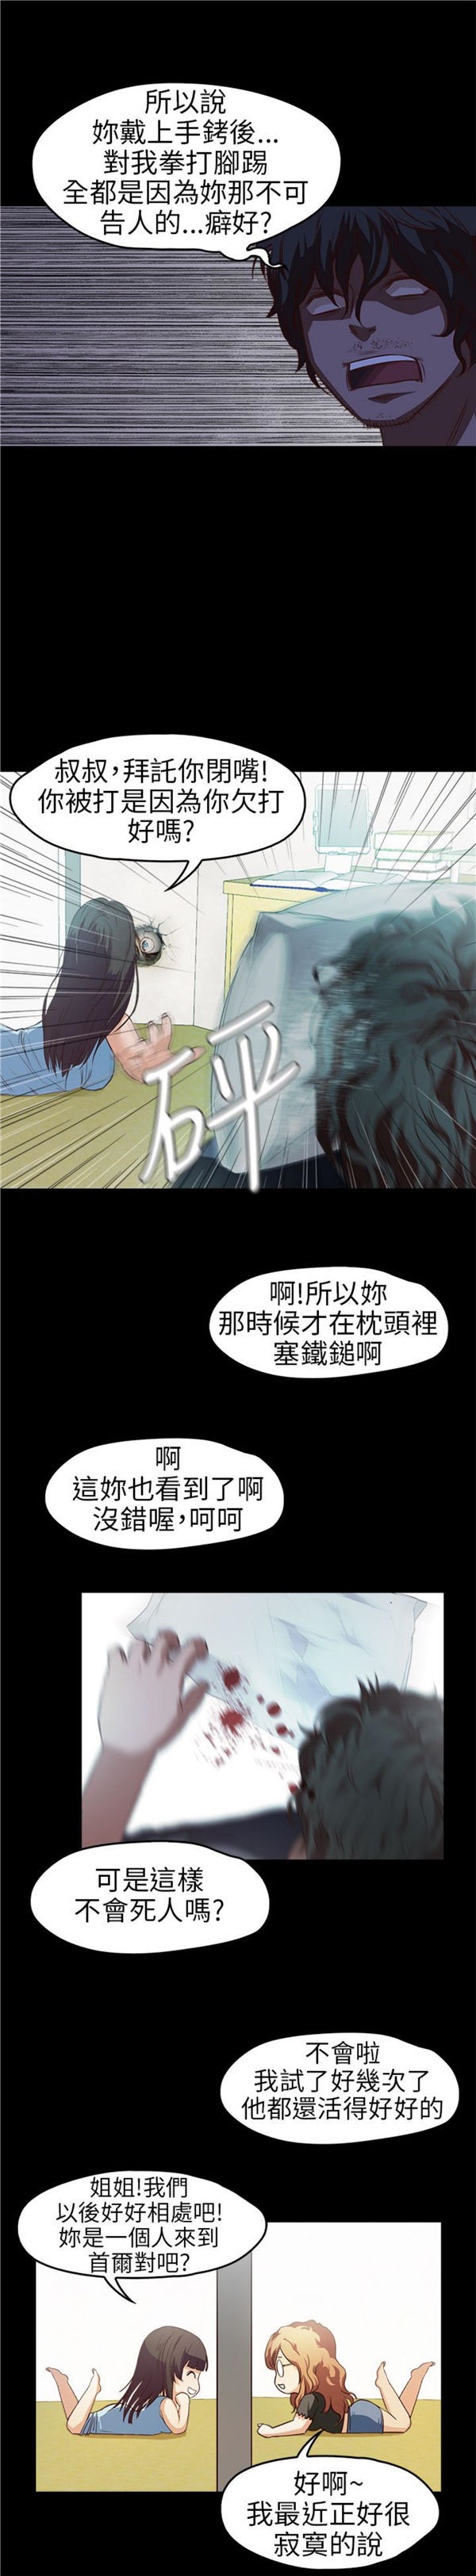 所以說
妳戴上手銬後...
對我拳打腳踢
全都是因為妳那不可
告人的...癖好?
叔叔,拜託你閉嘴!
你被打是因為你欠打
好嗎?
砰
啊!所以妳
那時候才在枕頭裡
塞鐵鎚啊
啊
這妳也看到了啊
沒錯喔,呵呵
可是這樣
不會死人嗎?
不會啦
我試了好幾次了
他都還活得好好的
姐姐!我們
以後好好相處吧!
妳是一個人來到
首爾對吧?
好啊~
我最近正好很
寂寞的說